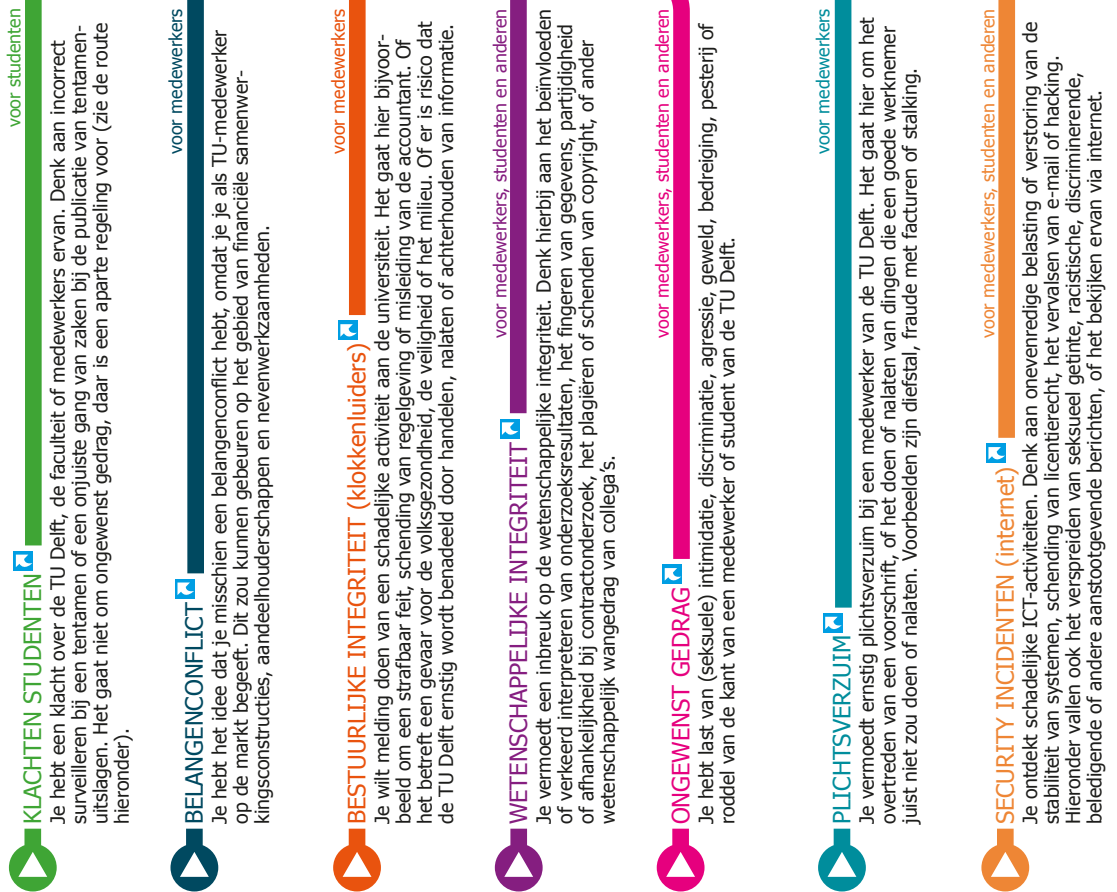 KLACHTEN STUDENTEN
voor studenten
Je hebt een klacht over de TU Delft, de faculteit of medewerkers ervan. Denk aan incorrect
surveilleren bij een tentamen of een onjuiste gang van zaken bij de publicatie van tentamen-
uitslagen. Het gaat niet om ongewenst gedrag, daar is een aparte regeling voor (zie de route
hieronder).
BELANGENCONFLICT
voor medewerkers
Je hebt het idee dat je misschien een belangenconflict hebt, omdat je je als TU-medewerker
op de markt begeeft. Dit zou kunnen gebeuren op het gebied van financiële samenwer-
kingsconstructies, aandeelhouderschappen en nevenwerkzaamheden.
BESTUURLIJKE INTEGRITEIT (klokkenluiders)
voor medewerkers
Je wilt melding doen van een schadelijke activiteit aan de universiteit. Het gaat hier bijvoor-
beeld om een strafbaar feit, schending van regelgeving of misleiding van de accountant. Of
het betreft een gevaar voor de volksgezondheid, de veiligheid of het milieu. Of er is risico dat
de TU Delft ernstig wordt benadeeld door handelen, nalaten of achterhouden van informatie.
WETENSCHAPPELIJKE INTEGRITEIT
voor medewerkers, studenten en anderen
Je vermoedt een inbreuk op de wetenschappelijke integriteit. Denk hierbij aan het beïnvloeden
of verkeerd interpreteren van onderzoeksresultaten, het fingeren van gegevens, partijdigheid
of afhankelijkheid bij contractonderzoek, het plagiëren of schenden van copyright, of ander
wetenschappelijk wangedrag van collega's.
ONGEWENST GEDRAG
voor medewerkers, studenten en anderen
Je hebt last van (seksuele) intimidatie, discriminatie, agressie, geweld, bedreiging, pesterij of
roddel van de kant van een medewerker of student van de TU Delft.
PLICHTSVERZUIM
voor medewerkers
Je vermoedt ernstig plichtsverzuim bij een medewerker van de TU Delft. Het gaat hier om het
overtreden van een voorschrift, of het doen of nalaten van dingen die een goede werknemer
juist niet zou doen of nalaten. Voorbeelden zijn diefstal, fraude met facturen of stalking.
SECURITY INCIDENTEN (internet)
voor medewerkers, studenten en anderen
Je ontdekt schadelijke ICT-activiteiten. Denk aan onevenredige belasting of verstoring van de
stabiliteit van systemen, schending van licentierecht, het vervalsen van e-mail of hacking.
Hieronder vallen ook het verspreiden van seksueel getinte, racistische, discriminerende,
beledigende of andere aanstootgevende berichten, of het bekijken ervan via internet.